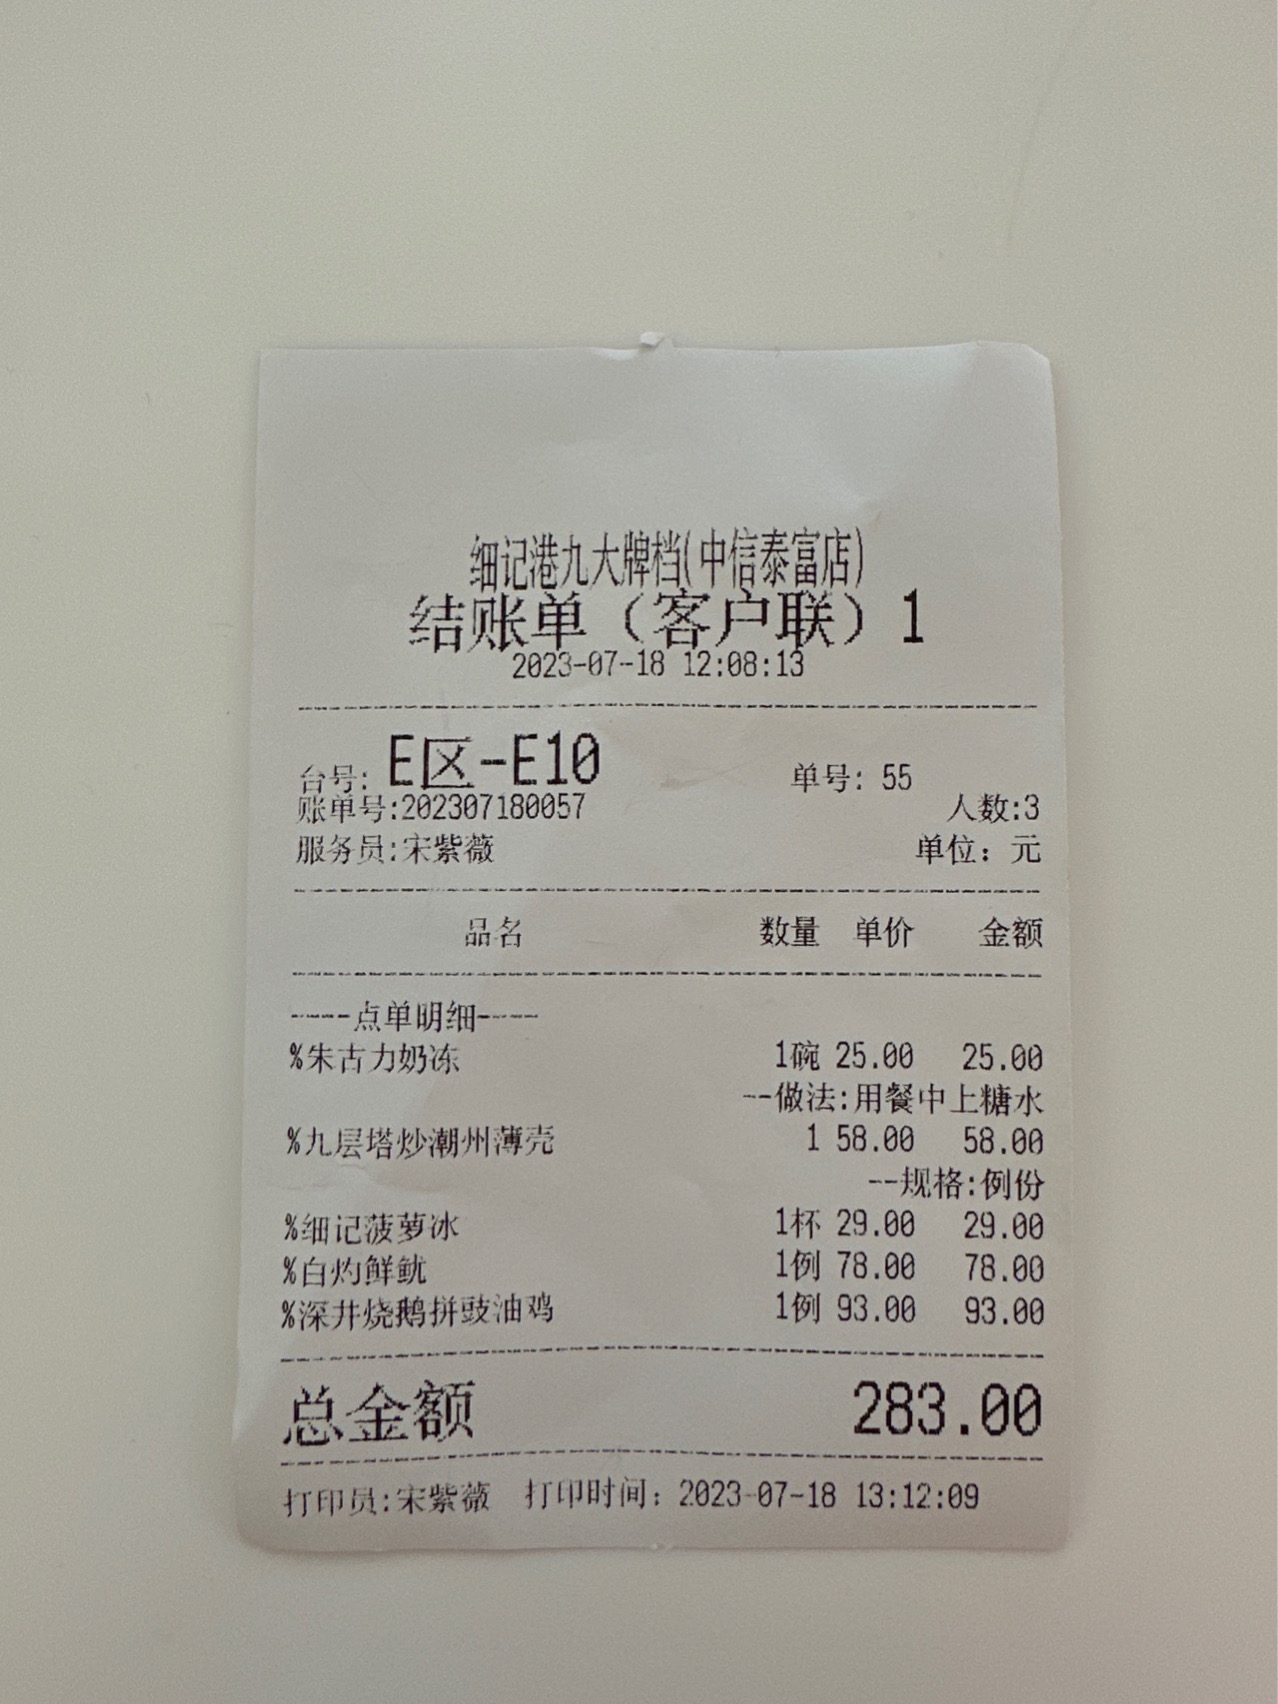 细记港九大牌档(中信泰富店)
结账单（客户联）1
2023-07-18 12:08:13
台号: E区-E10 单号: 55
账单号:202307180057 人数:3
服务员:宋紫薇 单位：元
品名 数量 单价 金额
----点单明细----
%朱古力奶冻 1碗 25.00 25.00
--做法:用餐中上糖水
%九层塔炒潮州薄壳 1 58.00 58.00
--规格:例份
%细记菠萝冰 1杯 29.00 29.00
%白灼鲜鱿 1例 78.00 78.00
%深井烧鹅拼豉油鸡 1例 93.00 93.00
总金额 283.00
打印员:宋紫薇 打印时间：2023-07-18 13:12:09